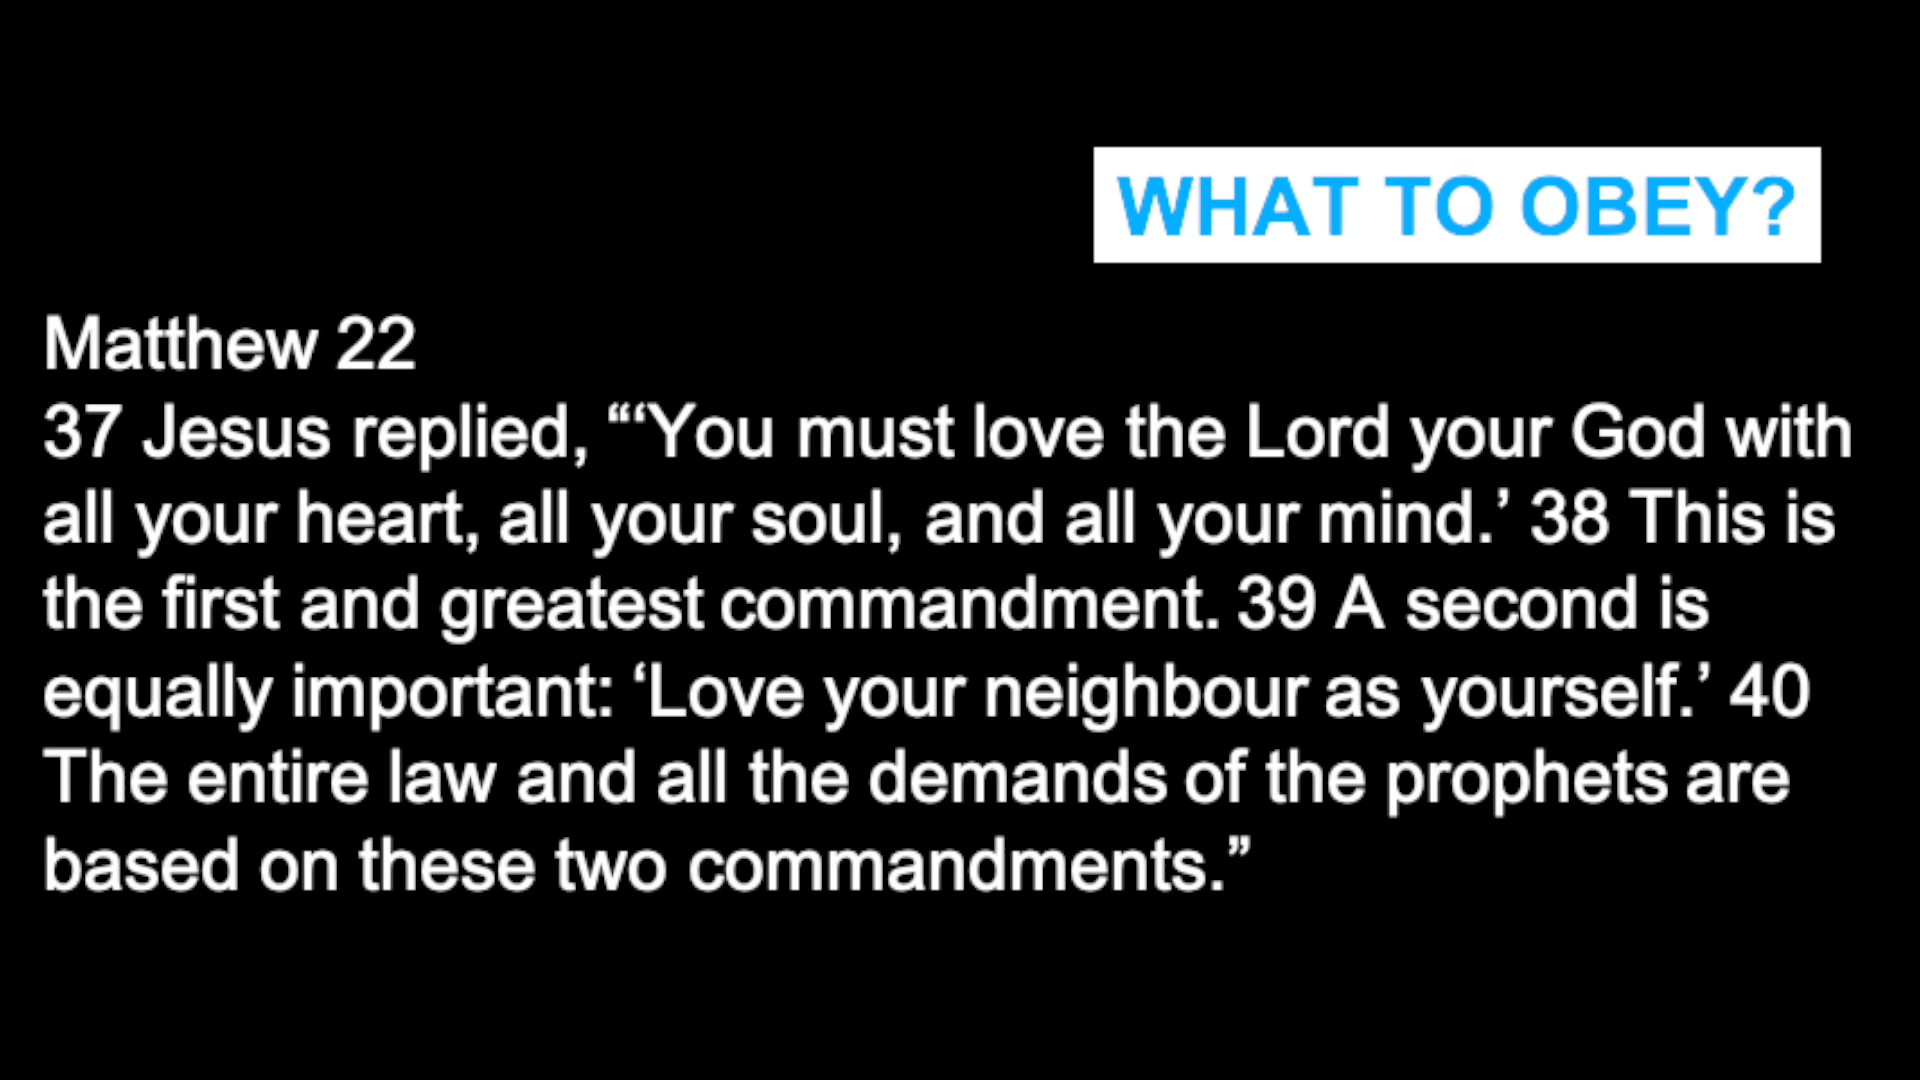 WHAT TO OBEY?
Matthew 22
37 Jesus replied, “‘You must love the Lord your God with
all your heart, all your soul, and all your mind.’ 38 This is
the first and greatest commandment. 39 A second is
equally important: ‘Love your neighbour as yourself.’ 40
The entire law and all the demands of the prophets are
based on these two commandments.”